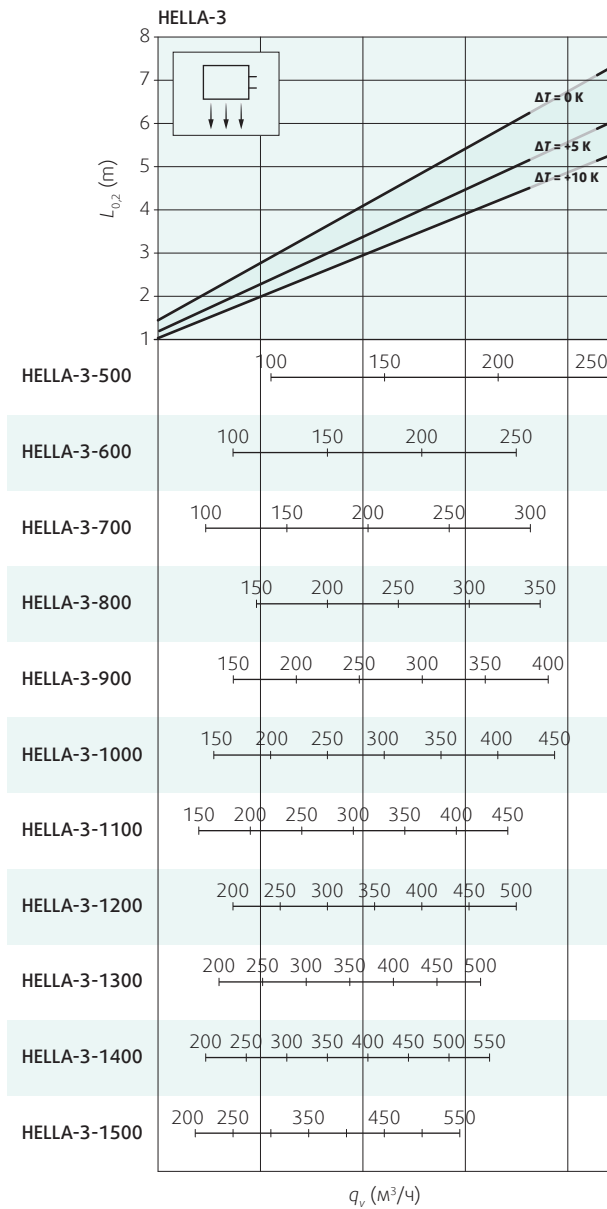 HELLA-3
8
7
6
5
4
3
2
1
L0,2 (m)
ΔT = 0 K
ΔT = +5 K
ΔT = +10 K
HELLA-3-500
100 150 200 250
HELLA-3-600
100 150 200 250
HELLA-3-700
100 150 200 250 300
HELLA-3-800
150 200 250 300 350
HELLA-3-900
150 200 250 300 350 400
HELLA-3-1000
150 200 250 300 350 400 450
HELLA-3-1100
150 200 250 300 350 400 450
HELLA-3-1200
200 250 300 350 400 450 500
HELLA-3-1300
200 250 300 350 400 450 500
HELLA-3-1400
200 250 300 350 400 450 500 550
HELLA-3-1500
200 250 350 450 550
qv (м³/ч)